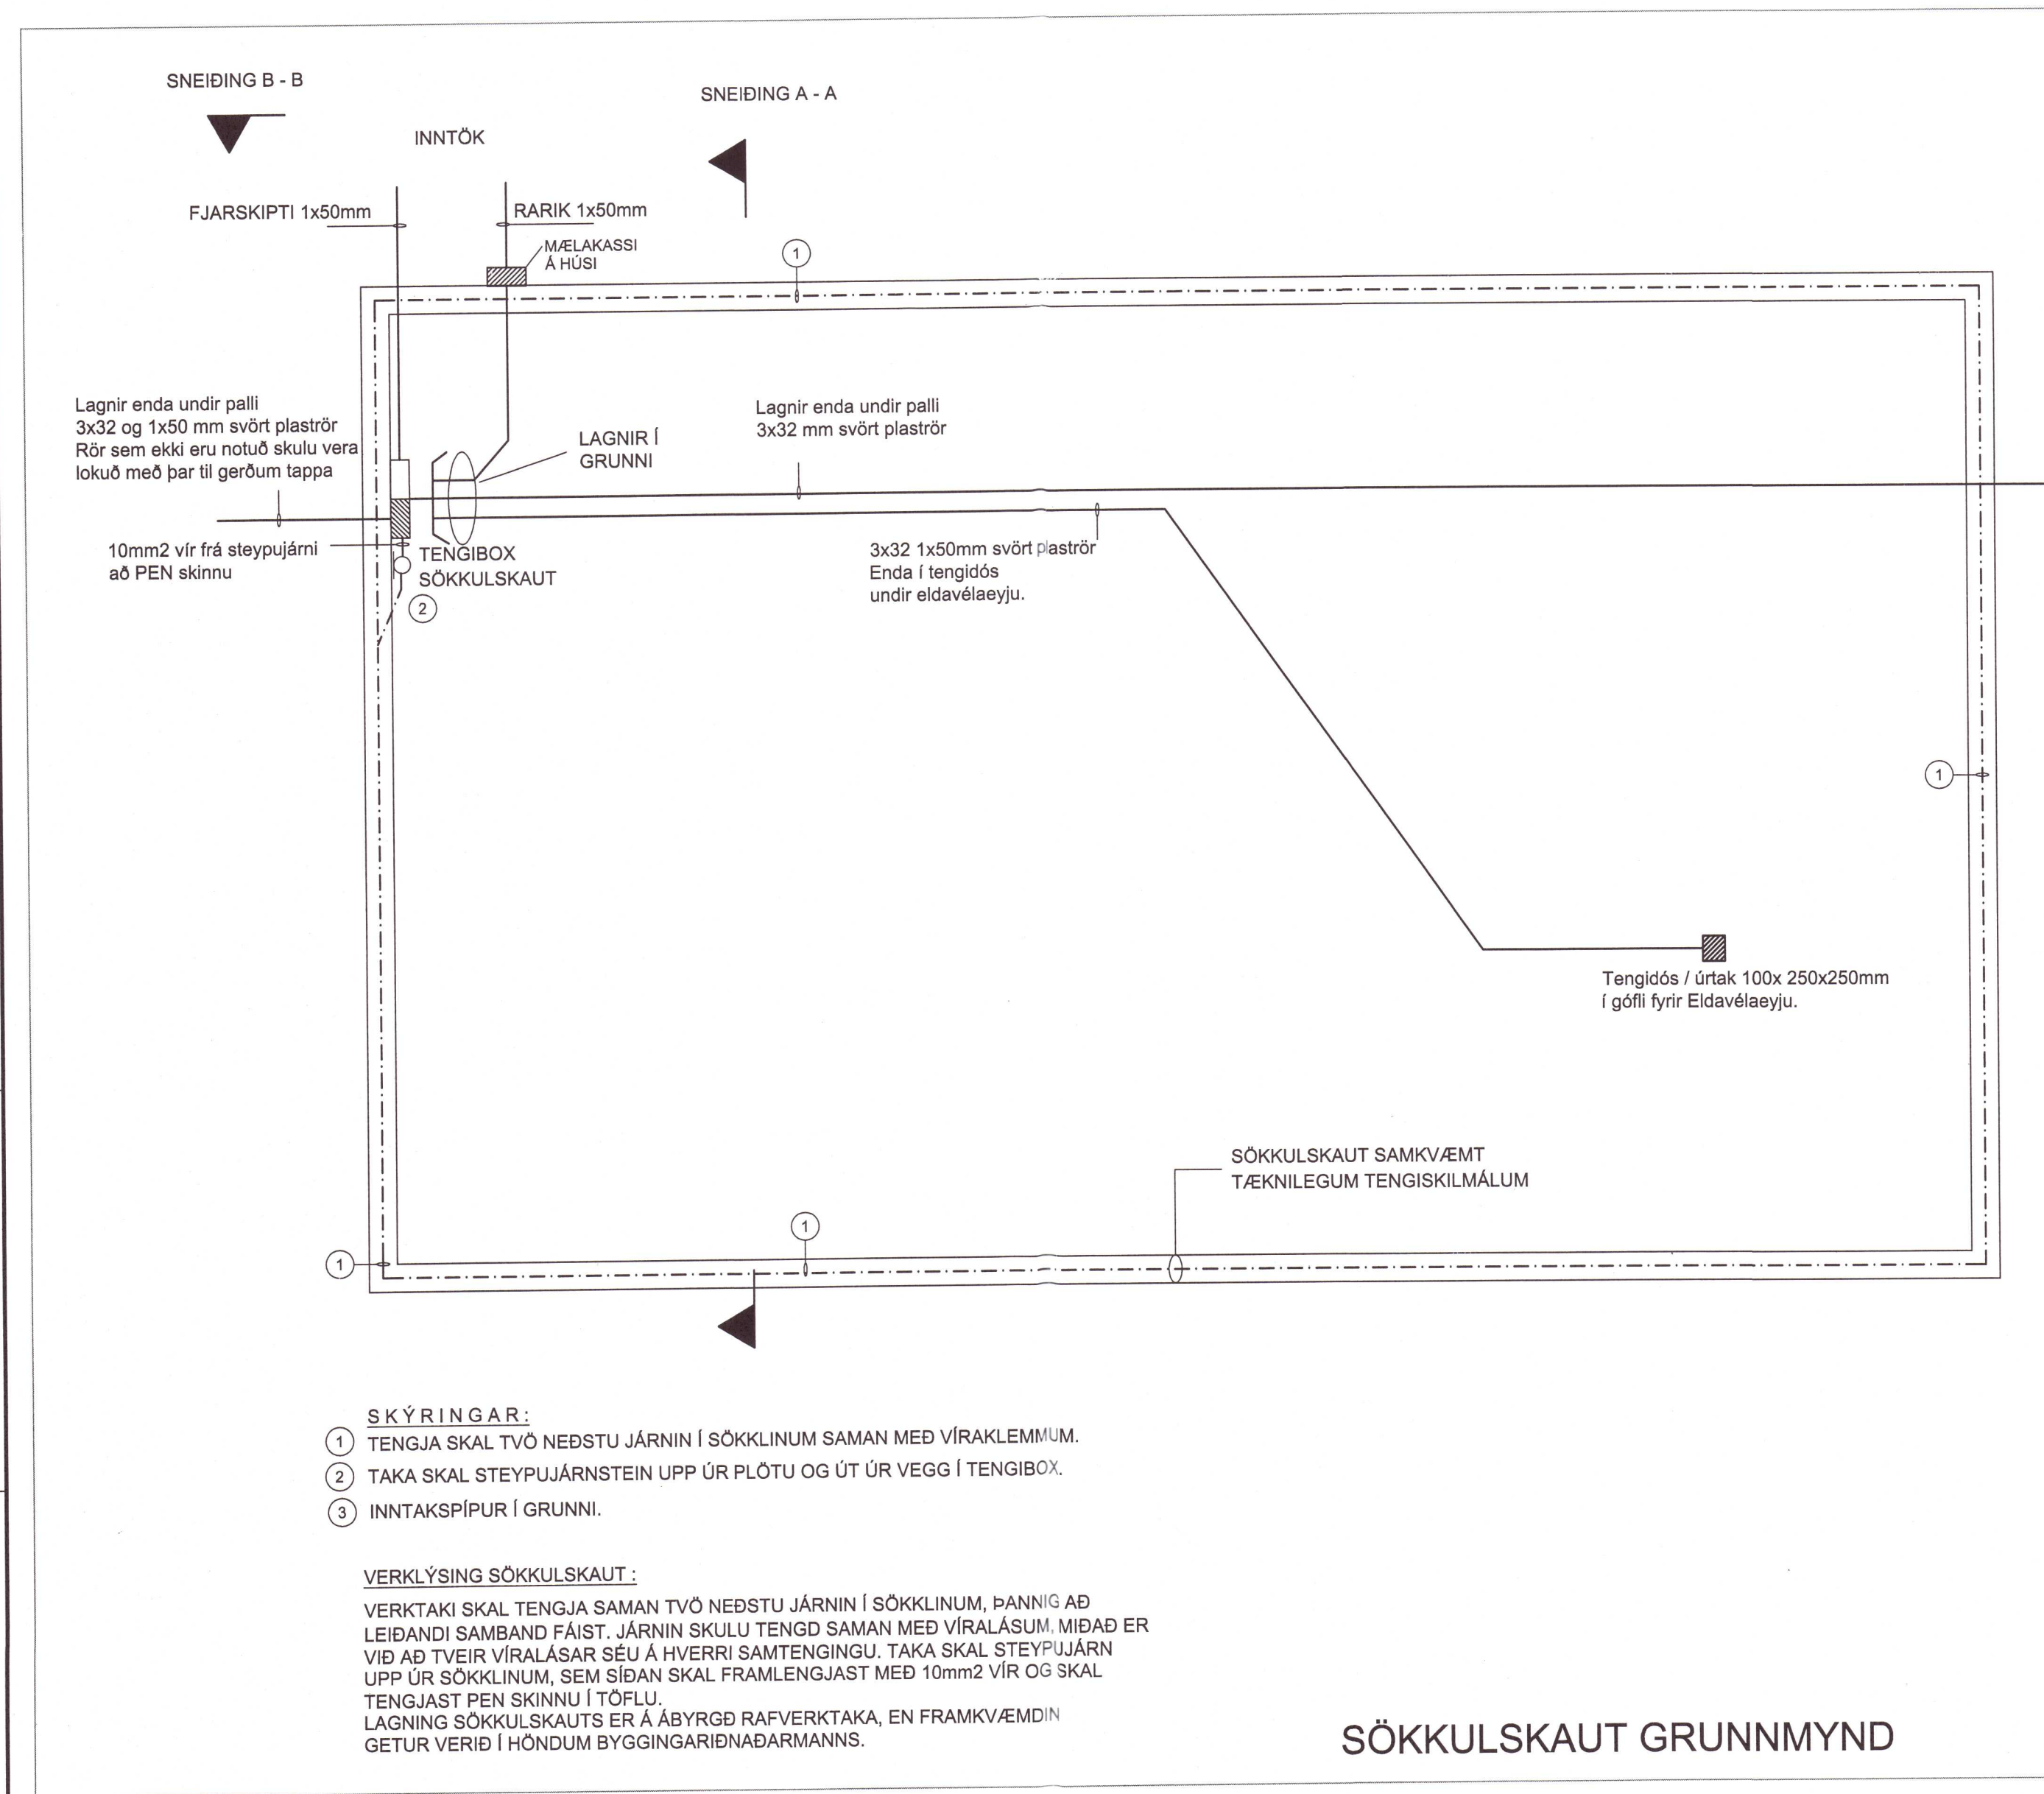 SNEIÐING B - B
SNEIÐING A - A
INNTÖK
FJARSKIPTI 1x50mm
RARIK 1x50mm
MÆLAKASSI
Á HÚSI
1
Lagnir enda undir palli
3x32 og 1x50 mm svört plaströr
Rör sem ekki eru notuð skulu vera
lokuð með þar til gerðum tappa
LAGNIR Í
GRUNNI
Lagnir enda undir palli
3x32 mm svört plaströr
10mm2 vír frá steypujárni
að PEN skinnu
TENGIBOX
SÖKKULSKAUT
2
3x32 1x50mm svört plaströr
Enda í tengidós
undir eldavélaeyju.
1
Tengidós / úrtak 100x 250x250mm
í gófli fyrir Eldavélaeyju.
SÖKKULSKAUT SAMKVÆMT
TÆKNILEGUM TENGISKILMÁLUM
1
1
SKÝRINGAR:
1 TENGJA SKAL TVÖ NEÐSTU JÁRNIN Í SÖKKLINUM SAMAN MEÐ VÍRAKLEMMUM.
2 TAKA SKAL STEYPUJÁRNSTEIN UPP ÚR PLÖTU OG ÚT ÚR VEGG Í TENGIBOX.
3 INNTAKSPÍPUR Í GRUNNI.
VERKLÝSING SÖKKULSKAUT :
VERKTAKI SKAL TENGJA SAMAN TVÖ NEÐSTU JÁRNIN Í SÖKKLINUM, ÞANNIG AÐ
LEIÐANDI SAMBAND FÁIST. JÁRNIN SKULU TENGD SAMAN MEÐ VÍRALÁSUM, MIÐAÐ ER
VIÐ AÐ TVEIR VÍRALÁSAR SÉU Á HVERRI SAMTENGINGU. TAKA SKAL STEYPUJÁRN
UPP ÚR SÖKKLINUM, SEM SÍÐAN SKAL FRAMLENGJAST MEÐ 10mm2 VÍR OG SKAL
TENGJAST PEN SKINNU Í TÖFLU.
LAGNING SÖKKULSKAUTS ER Á ÁBYRGÐ RAFVERKTAKA, EN FRAMKVÆMDIN
GETUR VERIÐ Í HÖNDUM BYGGINGARIÐNAÐARMANNS.
SÖKKULSKAUT GRUNNMYND